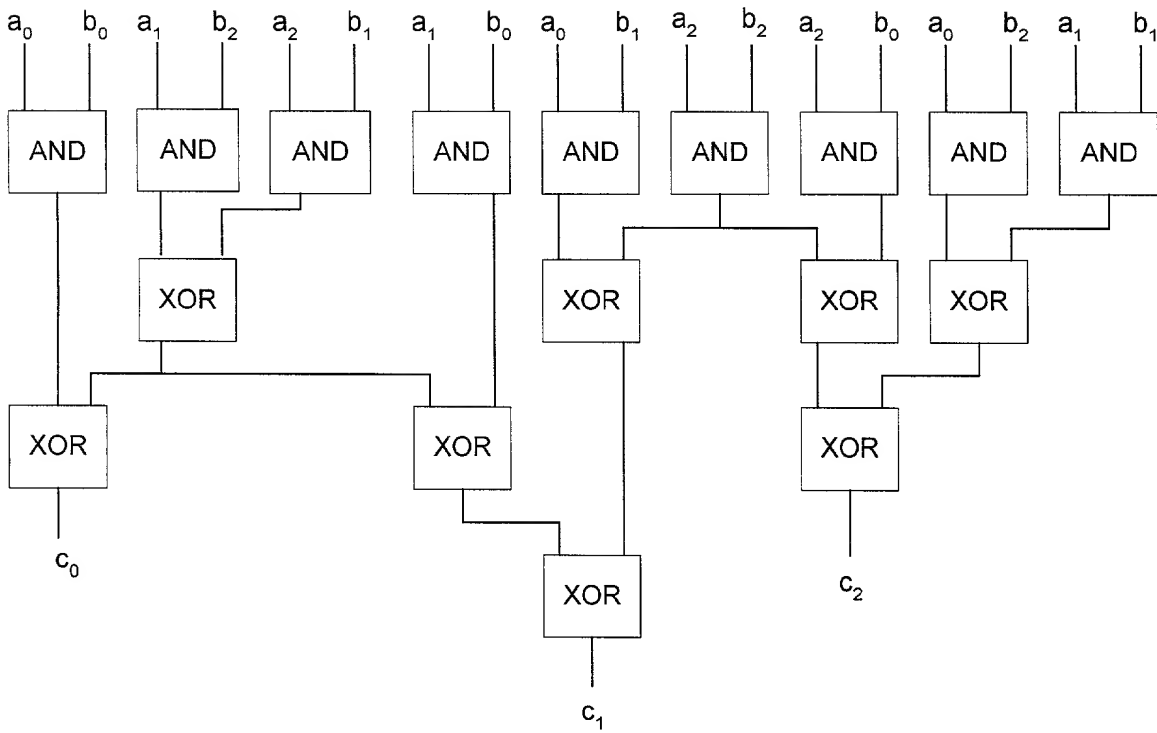 a₀ b₀ a₁ b₂ a₂ b₁ a₁ b₀ a₀ b₁ a₂ b₂ a₂ b₀ a₀ b₂ a₁ b₁
AND AND AND AND AND AND AND AND AND
XOR XOR XOR XOR
XOR XOR XOR
c₀ XOR c₂
c₁